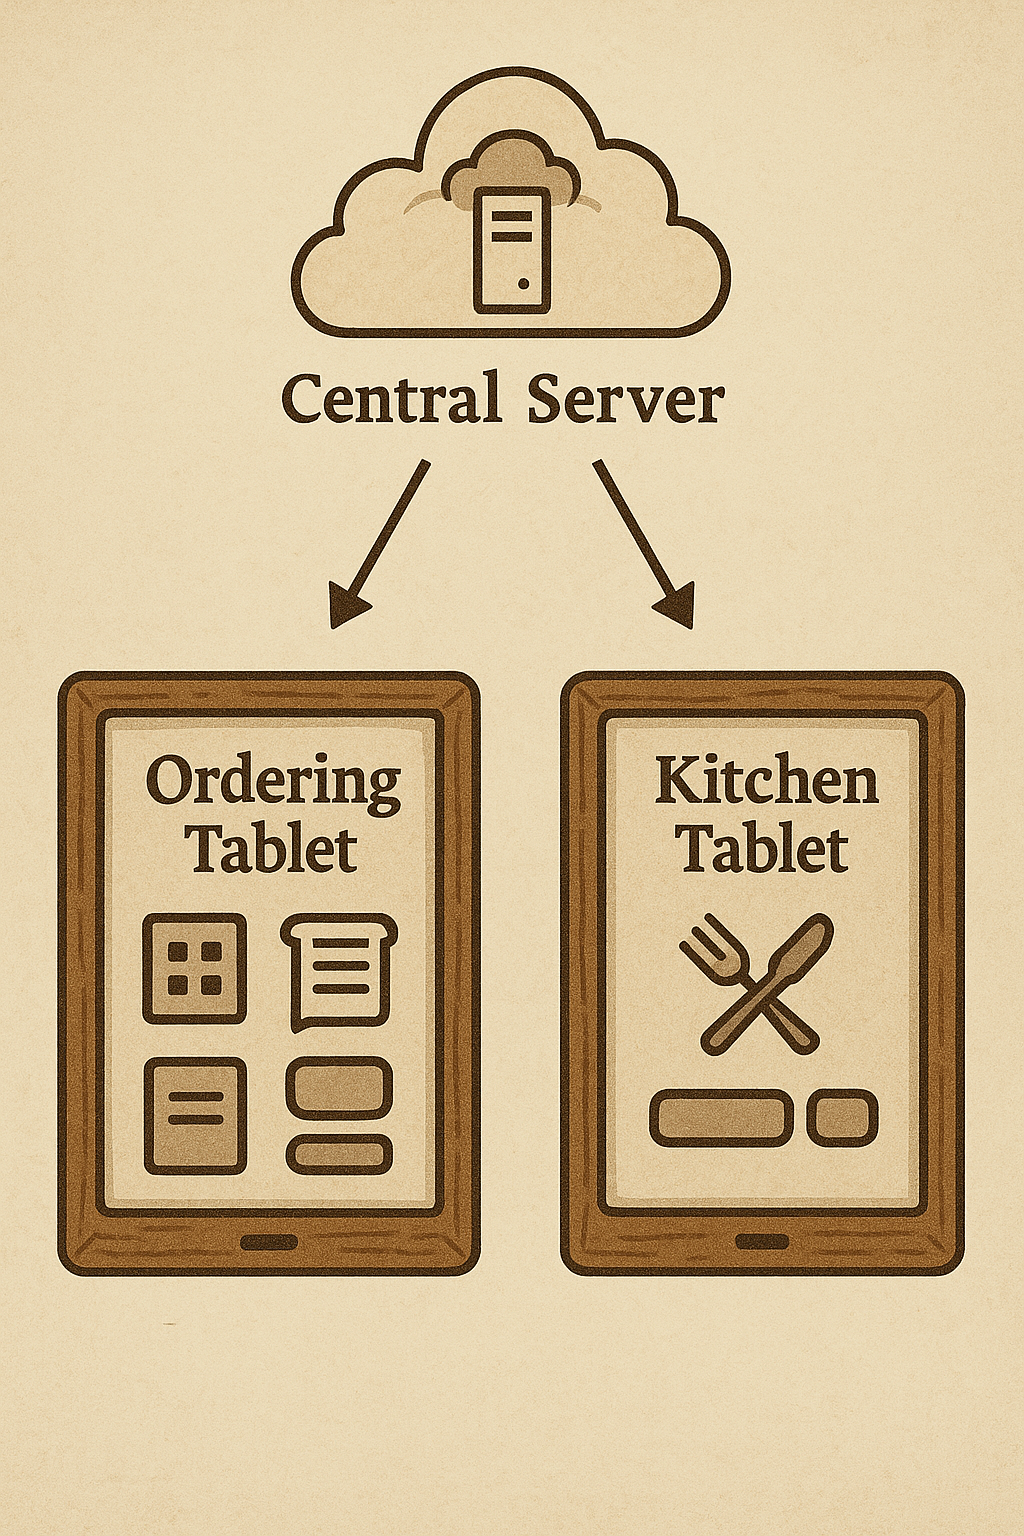 Central Server
Ordering
Tablet
Kitchen
Tablet